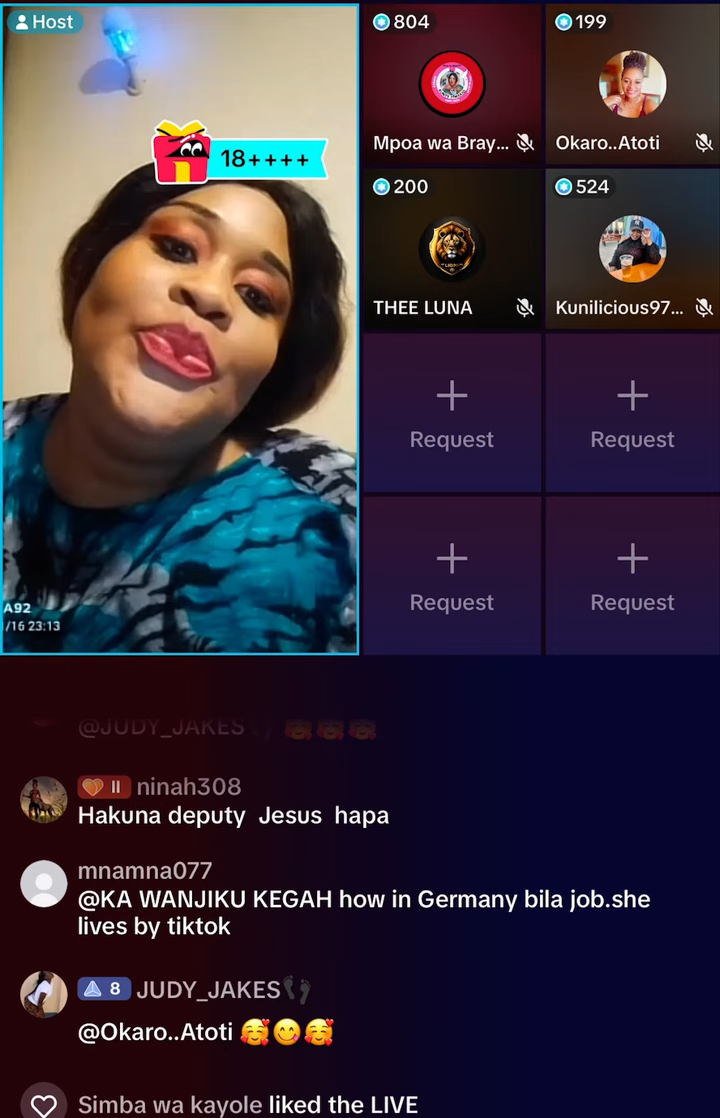 Host
18++++
A92
/16 23:13
804
Mpoa wa Bray...
199
Okaro..Atoti
200
THEE LUNA
524
Kunilicious97...
Request
Request
Request
Request
@JUDY_JAKES👣 🥰🥰🥰
II ninah308
Hakuna deputy Jesus hapa
mnamna077
@KA WANJIKU KEGAH how in Germany bila job.she
lives by tiktok
8 JUDY_JAKES👣
@Okaro..Atoti 🥰😋🥰
Simba wa kayole liked the LIVE